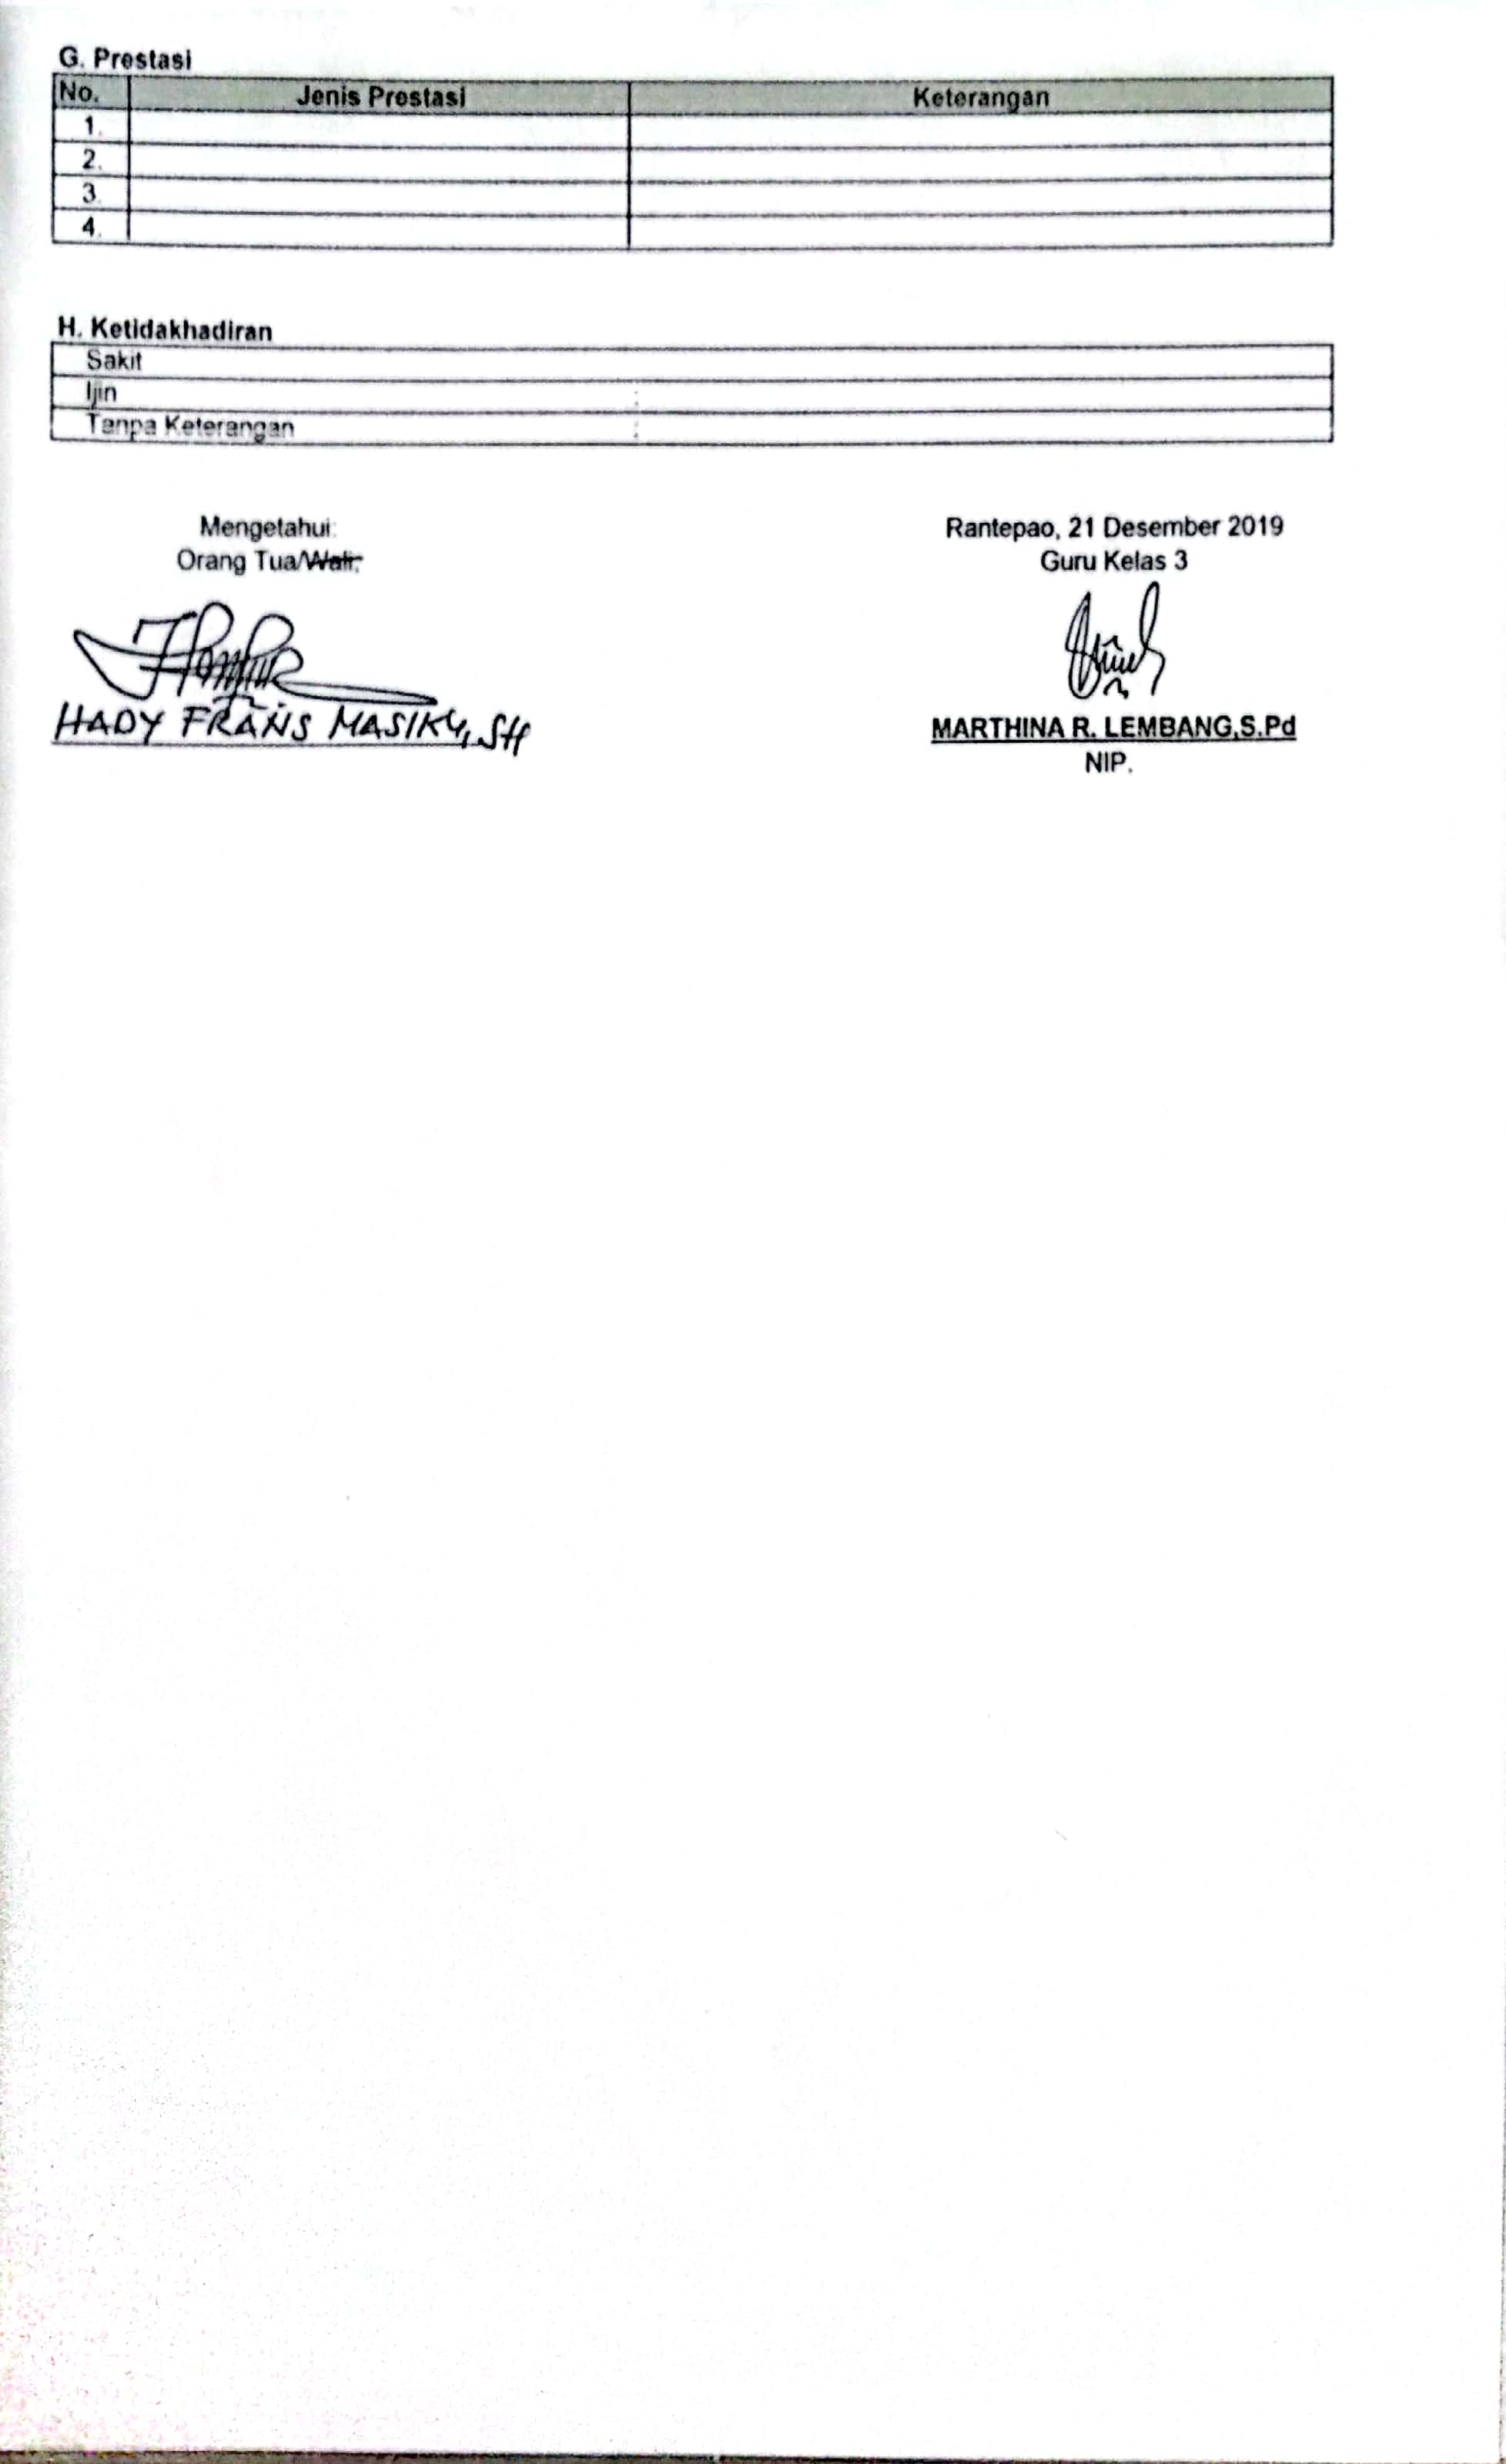 G. Prestasi
No. Jenis Prestasi Keterangan
1.
2.
3.
4.
H. Ketidakhadiran
Sakit
Ijin :
Tanpa Keterangan :
Mengetahui:
Orang Tua/Wali,
Rantepao, 21 Desember 2019
Guru Kelas 3
HADY FRANS MASIKU, SH
MARTHINA R. LEMBANG,S.Pd
NIP.